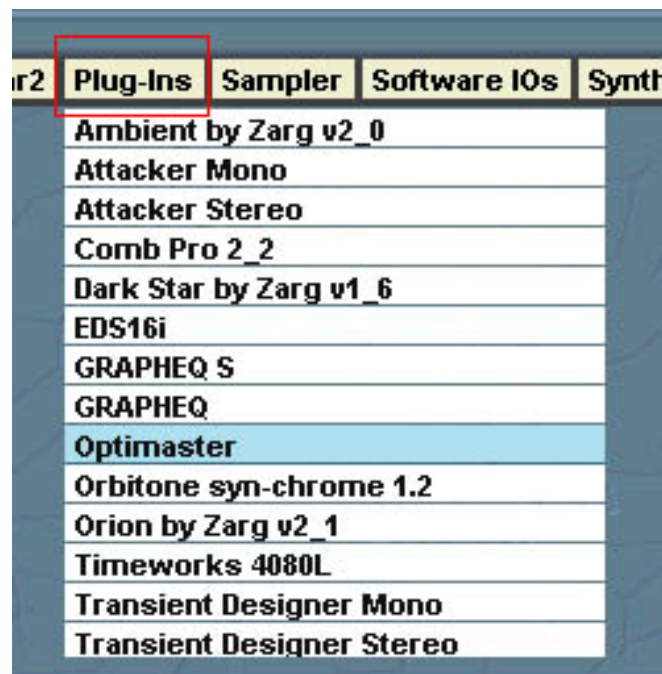 r2 Plug-Ins Sampler Software IOs Synth
Ambient by Zarg v2_0
Attacker Mono
Attacker Stereo
Comb Pro 2_2
Dark Star by Zarg v1_6
EDS16i
GRAPHEQ S
GRAPHEQ
Optimaster
Orbitone syn-chrome 1.2
Orion by Zarg v2_1
Timeworks 4080L
Transient Designer Mono
Transient Designer Stereo